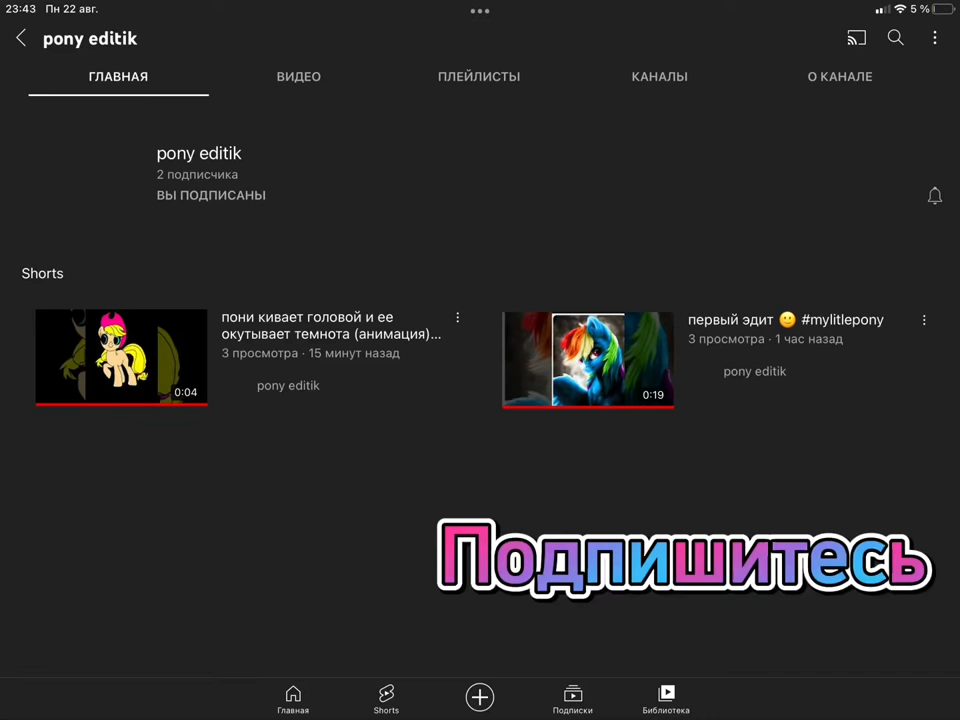 23:43 Пн 22 авг.
5 %
pony editik
ГЛАВНАЯ ВИДЕО ПЛЕЙЛИСТЫ КАНАЛЫ О КАНАЛЕ
pony editik
2 подписчика
ВЫ ПОДПИСАНЫ
Shorts
пони кивает головой и ее
окутывает темнота (анимация)...
3 просмотра · 15 минут назад
pony editik
0:04
первый эдит 🙂 #mylitlepony
3 просмотра · 1 час назад
pony editik
0:19
Подпишитесь
Главная Shorts Подписки Библиотека